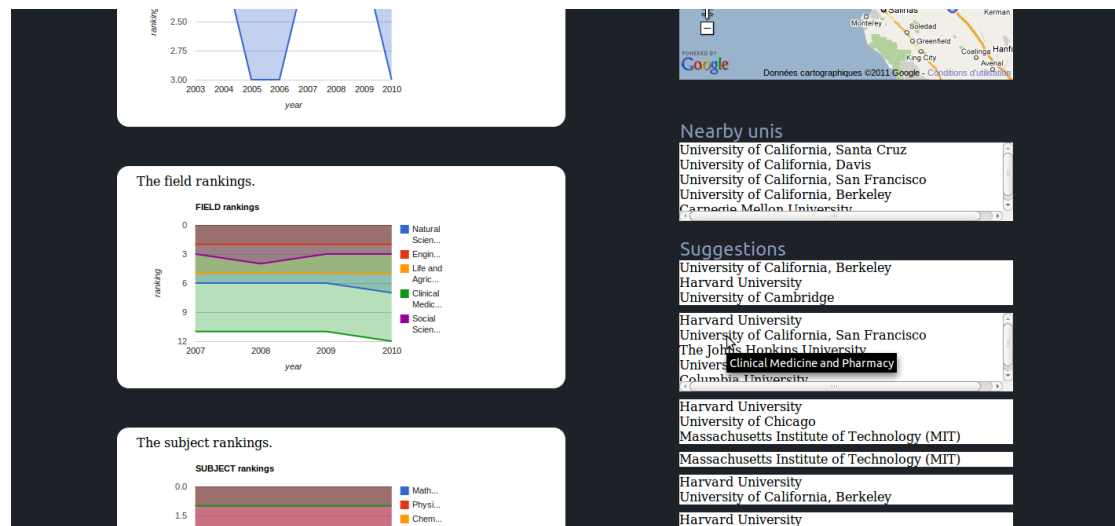 ranking
2.50
2.75
3.00
2003 2004 2005 2006 2007 2008 2009 2010
year
The field rankings.
FIELD rankings
0
3
6
9
12
ranking
2007 2008 2009 2010
year
Natural
Scien...
Engin...
Life and
Agric...
Clinical
Medic...
Social
Scien...
The subject rankings.
SUBJECT rankings
0.0
1.5
Math...
Physi...
Chem...
Salinas
Monterey
Soledad
Greenfield
King City
Kerman
Coalinga
Avenal
POWERED BY
Google
Données cartographiques ©2011 Google - Conditions d'utilisation
Nearby unis
University of California, Santa Cruz
University of California, Davis
University of California, San Francisco
University of California, Berkeley
Carnegie Mellon University
Suggestions
University of California, Berkeley
Harvard University
University of Cambridge
Harvard University
University of California, San Francisco
The Johns Hopkins University
Clinical Medicine and Pharmacy
Columbia University
Harvard University
University of Chicago
Massachusetts Institute of Technology (MIT)
Massachusetts Institute of Technology (MIT)
Harvard University
University of California, Berkeley
Harvard University